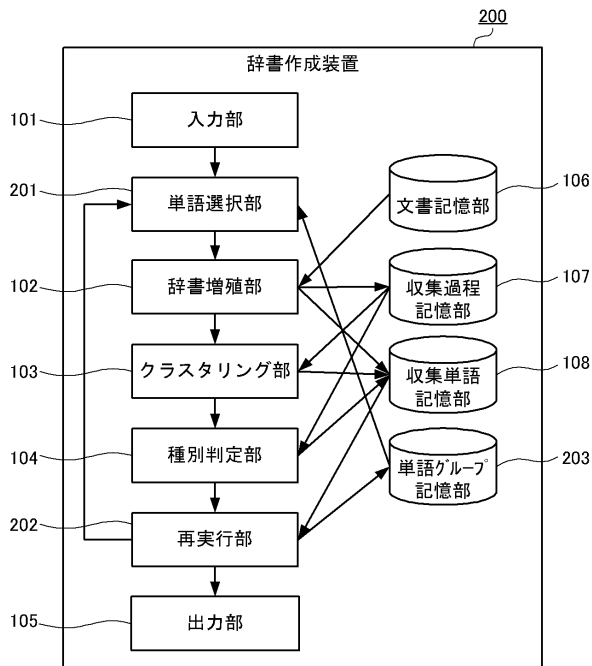 200
辞書作成装置
101
入力部
201
単語選択部
文書記憶部
106
102
辞書増殖部
収集過程
記憶部
107
103
クラスタリング部
収集単語
記憶部
108
104
種別判定部
単語グループ
記憶部
203
202
再実行部
105
出力部